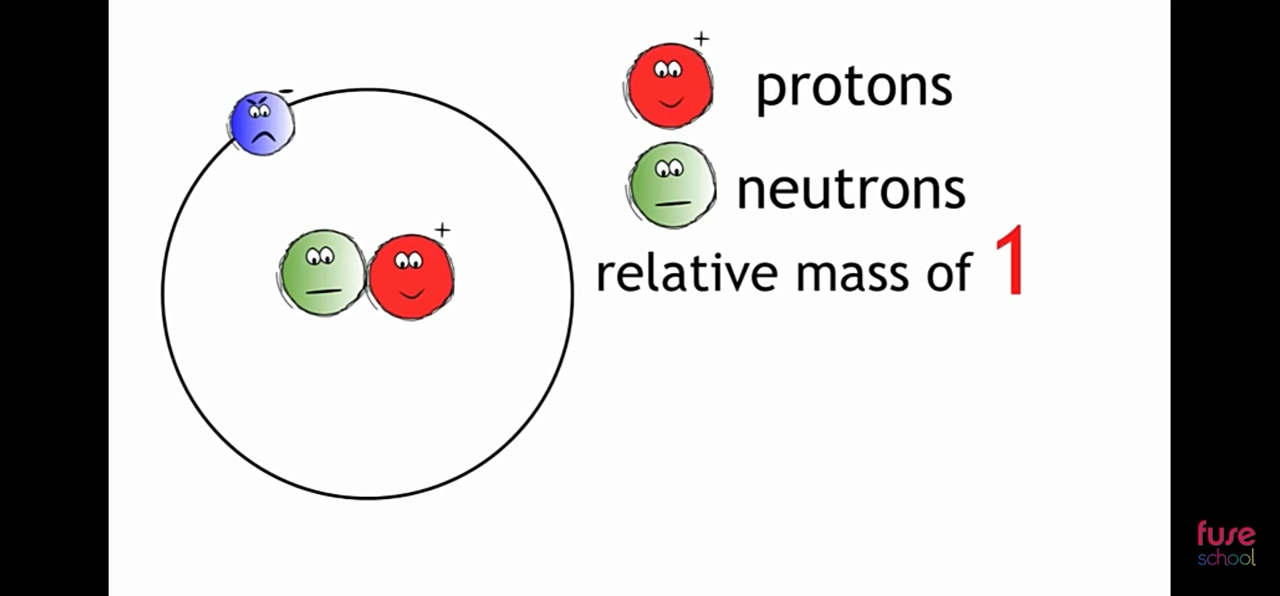 +
protons
-
neutrons
+
relative mass of 1
fuse
school